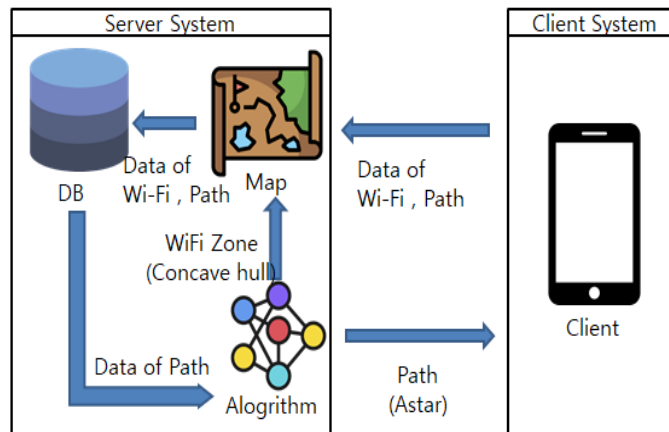 Server System
Client System
DB
Data of
Wi-Fi , Path
Map
Data of
Wi-Fi , Path
WiFi Zone
(Concave hull)
Client
Data of Path
Alogrithm
Path
(Astar)